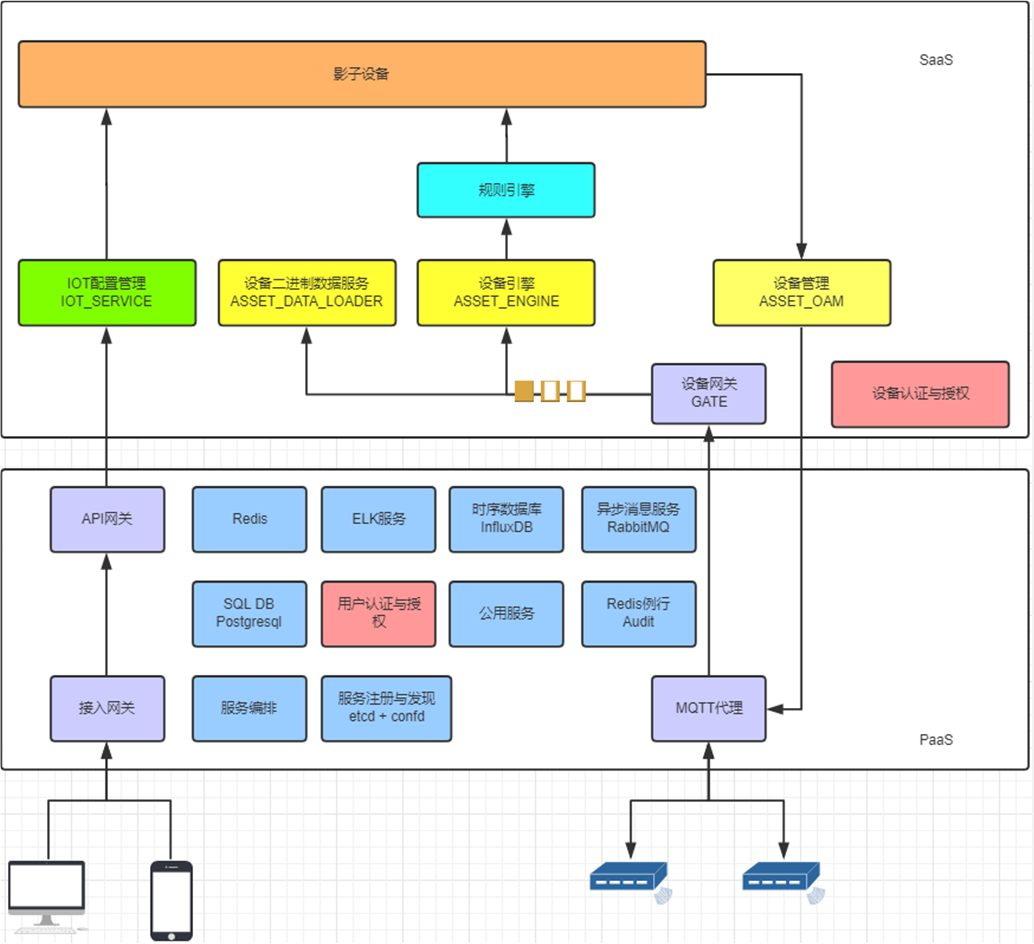 SaaS
影子设备
规则引擎
IOT配置管理
IOT_SERVICE
设备二进制数据服务
ASSET_DATA_LOADER
设备引擎
ASSET_ENGINE
设备管理
ASSET_OAM
设备网关
GATE
设备认证与授权
API网关
Redis
ELK服务
时序数据库
InfluxDB
异步消息服务
RabbitMQ
SQL DB
Postgresql
用户认证与授
权
公用服务
Redis例行
Audit
接入网关
服务编排
服务注册与发现
etcd + confd
MQTT代理
PaaS